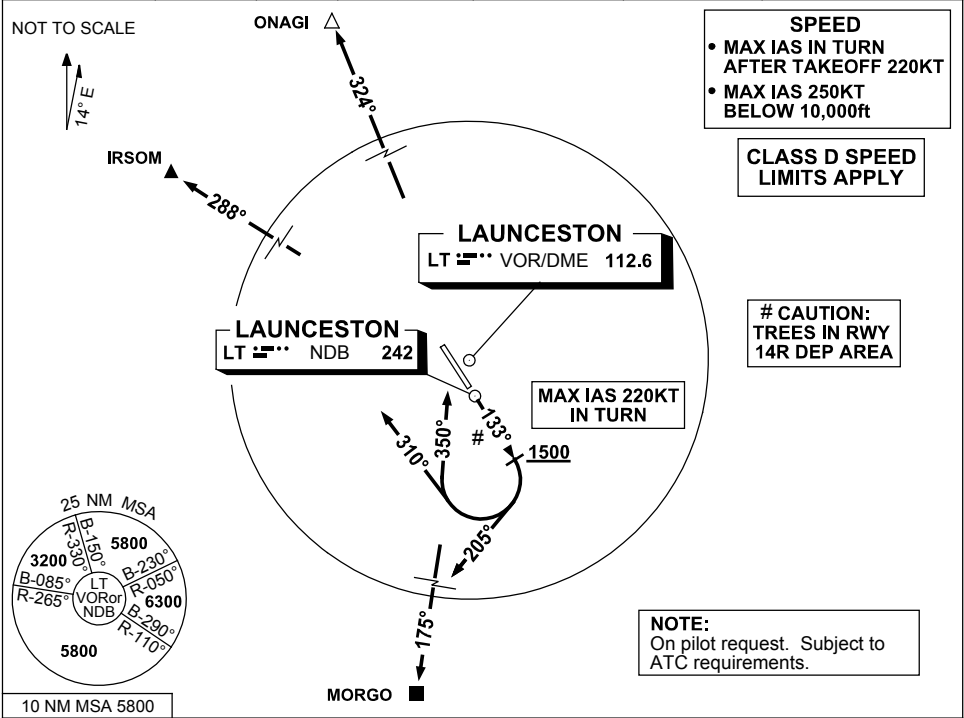 NOT TO SCALE
14° E
ONAGI
324°
IRSOM
288°
SPEED
• MAX IAS IN TURN
AFTER TAKEOFF 220KT
• MAX IAS 250KT
BELOW 10,000ft
CLASS D SPEED
LIMITS APPLY
LAUNCESTON
LT VOR/DME 112.6
LAUNCESTON
LT NDB 242
# CAUTION:
TREES IN RWY
14R DEP AREA
MAX IAS 220KT
IN TURN
133°
#
1500
350°
310°
205°
175°
MORGO
25 NM MSA
B-150°
R-330°
5800
3200
B-230°
R-050°
B-085°
R-265°
LT
VORor
NDB
6300
B-290°
R-110°
5800
10 NM MSA 5800
NOTE:
On pilot request. Subject to
ATC requirements.